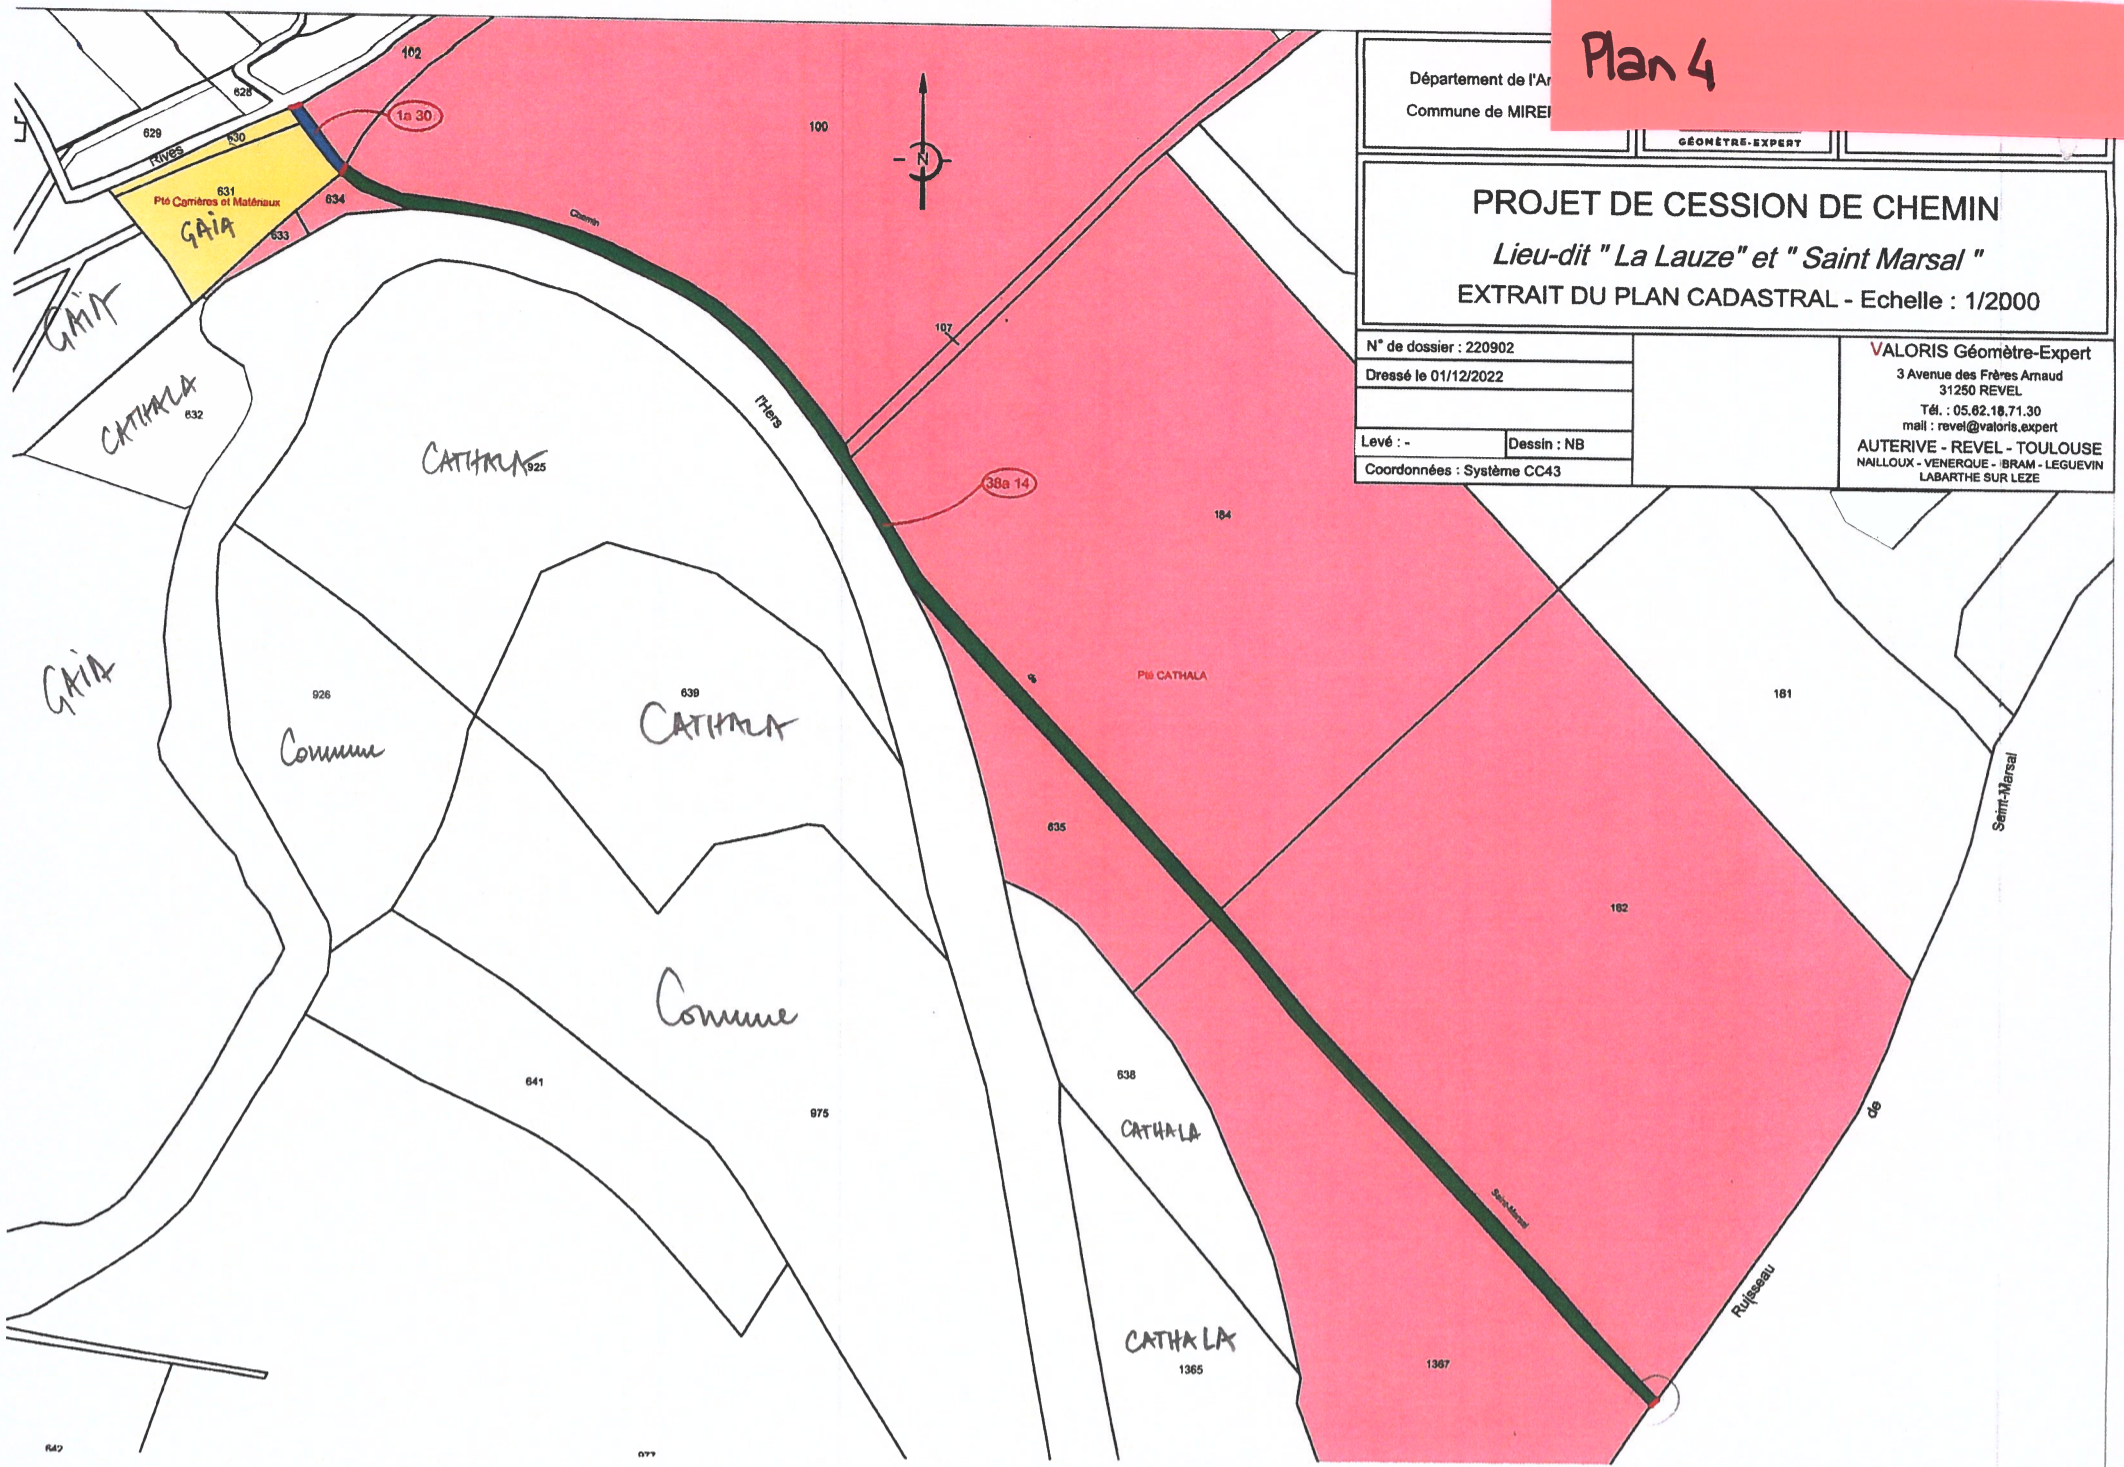 Plan 4
Département de l'Ar
Commune de MIREP
GÉOMÈTRE-EXPERT
PROJET DE CESSION DE CHEMIN
Lieu-dit " La Lauze" et " Saint Marsal "
EXTRAIT DU PLAN CADASTRAL - Echelle : 1/2000
N° de dossier : 220902
Dressé le 01/12/2022
Levé : -
Dessin : NB
Coordonnées : Système CC43
VALORIS Géomètre-Expert
3 Avenue des Frères Arnaud
31250 REVEL
Tél. : 05.62.18.71.30
mail : revel@valoris.expert
AUTERIVE - REVEL - TOULOUSE
NAILLOUX - VENERQUE - BRAM - LEGUEVIN
LABARTHE SUR LEZE
102
628
1a 30
629
630
Rives
100
N
631
Pté Carrières et Matériaux
GAÏA
634
633
Chemin
GAÏA
107
CATHALA
632
l'Hers
CATHALA
925
38a 14
184
GAÏA
926
Commune
639
CATHALA
de
Pté CATHALA
181
Saint-Marsal
635
182
Commune
641
975
638
CATHALA
de
Saint-Marsal
Ruisseau
CATHALA
1365
1367
642
977